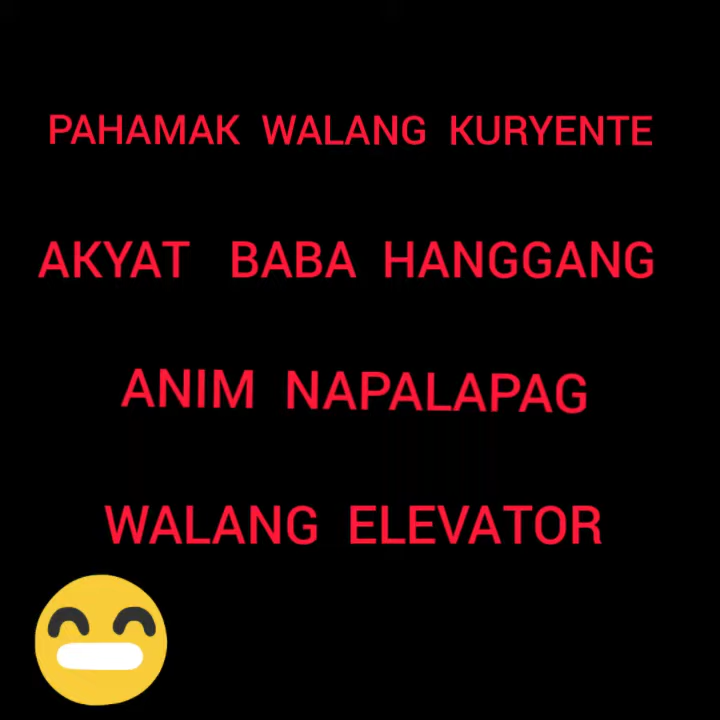 PAHAMAK WALANG KURYENTE
AKYAT BABA HANGGANG
ANIM NAPALAPAG
WALANG ELEVATOR